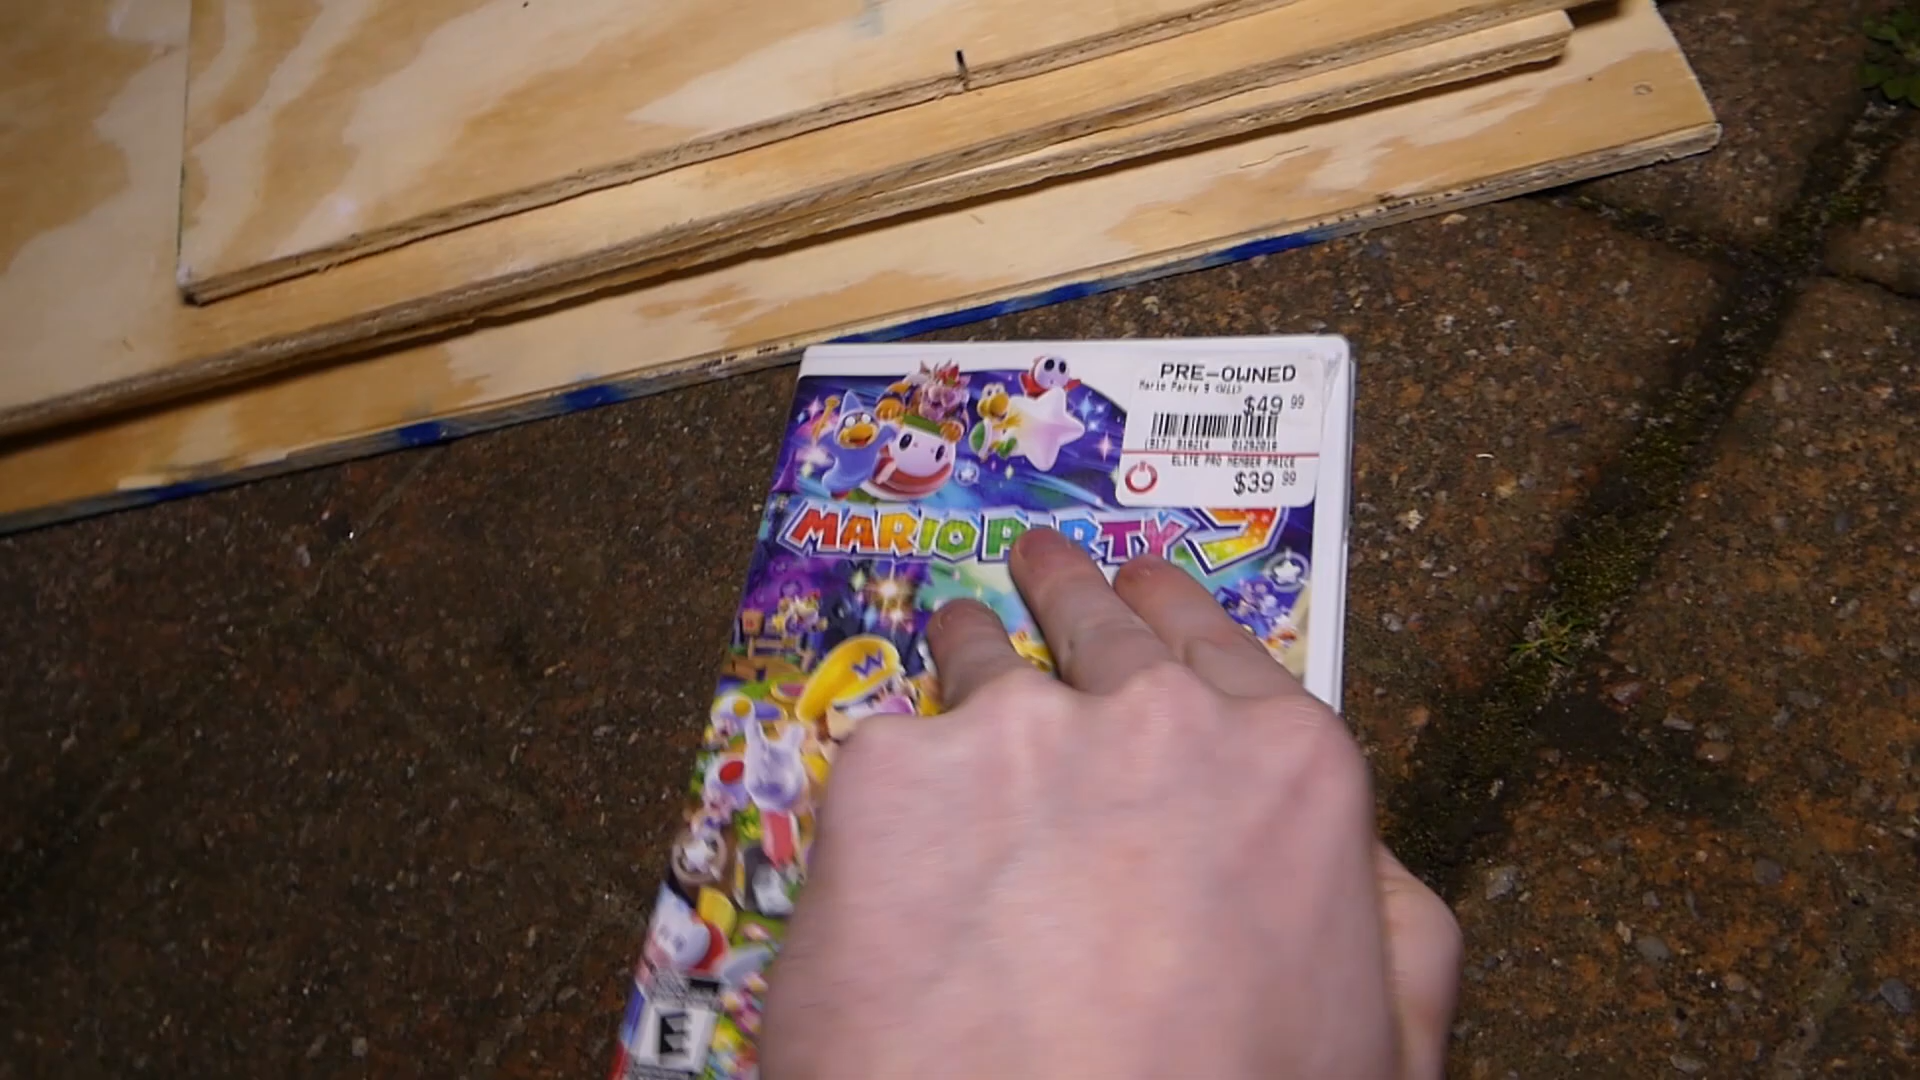 PRE-OWNED
Mario Party 9 <Wii>
$49 99
ELITE PRO MEMBER PRICE
$39 99
MARIO PARTY 9
W
E